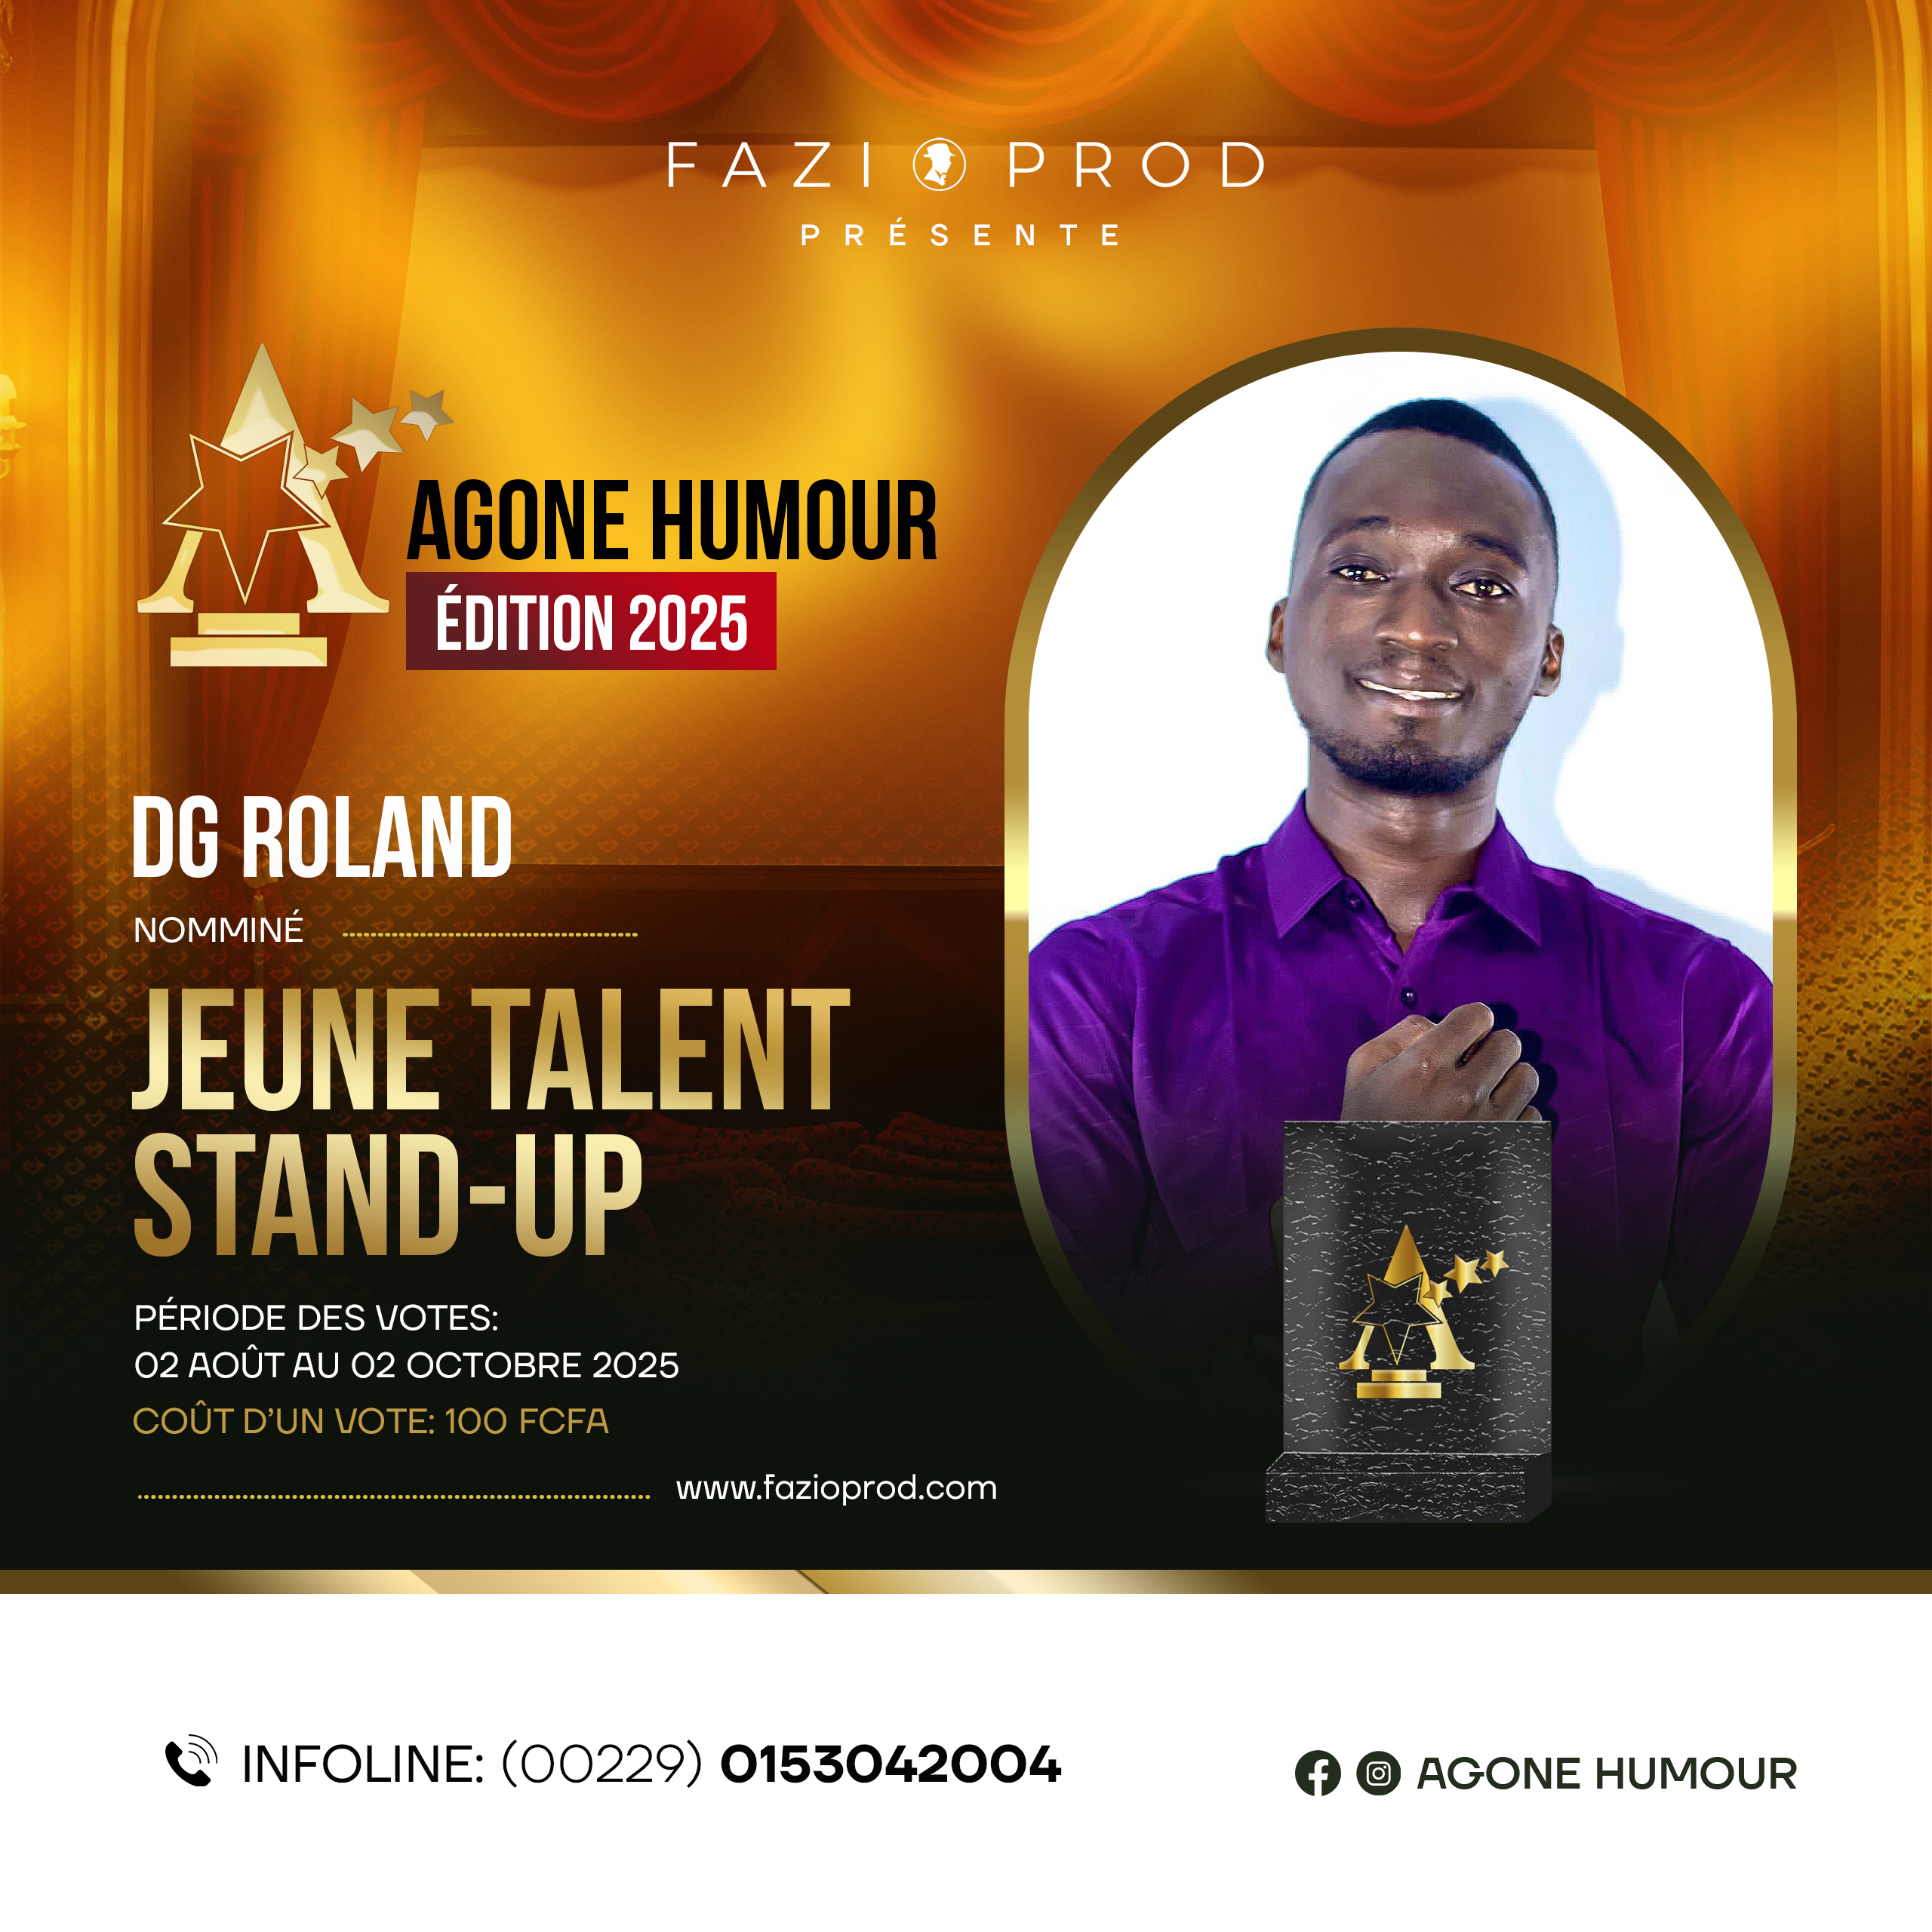 FAZIO PROD
PRÉSENTE
AGONE HUMOUR
ÉDITION 2025
DG ROLAND
NOMMINÉ
JEUNE TALENT
STAND-UP
PÉRIODE DES VOTES:
02 AOÛT AU 02 OCTOBRE 2025
COÛT D'UN VOTE: 100 FCFA
www.fazioprod.com
INFOLINE: (00229) 0153042004
AGONE HUMOUR